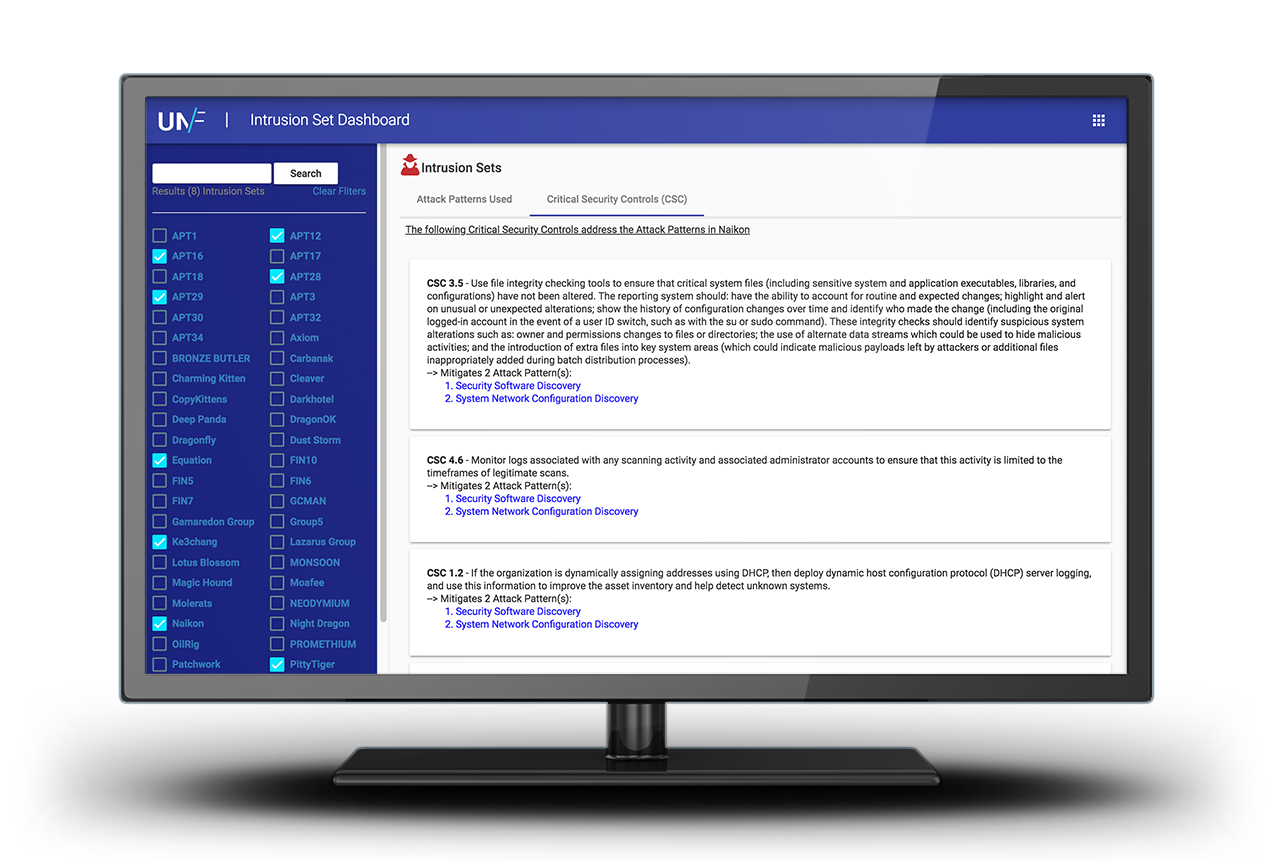 UNF | Intrusion Set Dashboard
Search
Results (8) Intrusion Sets Clear Fliters
APT1 APT12
APT16 APT17
APT18 APT28
APT29 APT3
APT30 APT32
APT34 Axiom
BRONZE BUTLER Carbanak
Charming Kitten Cleaver
CopyKittens Darkhotel
Deep Panda DragonOK
Dragonfly Dust Storm
Equation FIN10
FIN5 FIN6
FIN7 GCMAN
Gamaredon Group Group5
Ke3chang Lazarus Group
Lotus Blossom MONSOON
Magic Hound Moafee
Molerats NEODYMIUM
Naikon Night Dragon
OilRig PROMETHIUM
Patchwork PittyTiger
Intrusion Sets
Attack Patterns Used Critical Security Controls (CSC)
The following Critical Security Controls address the Attack Patterns in Naikon
CSC 3.5 - Use file integrity checking tools to ensure that critical system files (including sensitive system and application executables, libraries, and
configurations) have not been altered. The reporting system should: have the ability to account for routine and expected changes; highlight and alert
on unusual or unexpected alterations; show the history of configuration changes over time and identify who made the change (including the original
logged-in account in the event of a user ID switch, such as with the su or sudo command). These integrity checks should identify suspicious system
alterations such as: owner and permissions changes to files or directories; the use of alternate data streams which could be used to hide malicious
activities; and the introduction of extra files into key system areas (which could indicate malicious payloads left by attackers or additional files
inappropriately added during batch distribution processes).
--> Mitigates 2 Attack Pattern(s):
1. Security Software Discovery
2. System Network Configuration Discovery
CSC 4.6 - Monitor logs associated with any scanning activity and associated administrator accounts to ensure that this activity is limited to the
timeframes of legitimate scans.
--> Mitigates 2 Attack Pattern(s):
1. Security Software Discovery
2. System Network Configuration Discovery
CSC 1.2 - If the organization is dynamically assigning addresses using DHCP, then deploy dynamic host configuration protocol (DHCP) server logging,
and use this information to improve the asset inventory and help detect unknown systems.
--> Mitigates 2 Attack Pattern(s):
1. Security Software Discovery
2. System Network Configuration Discovery